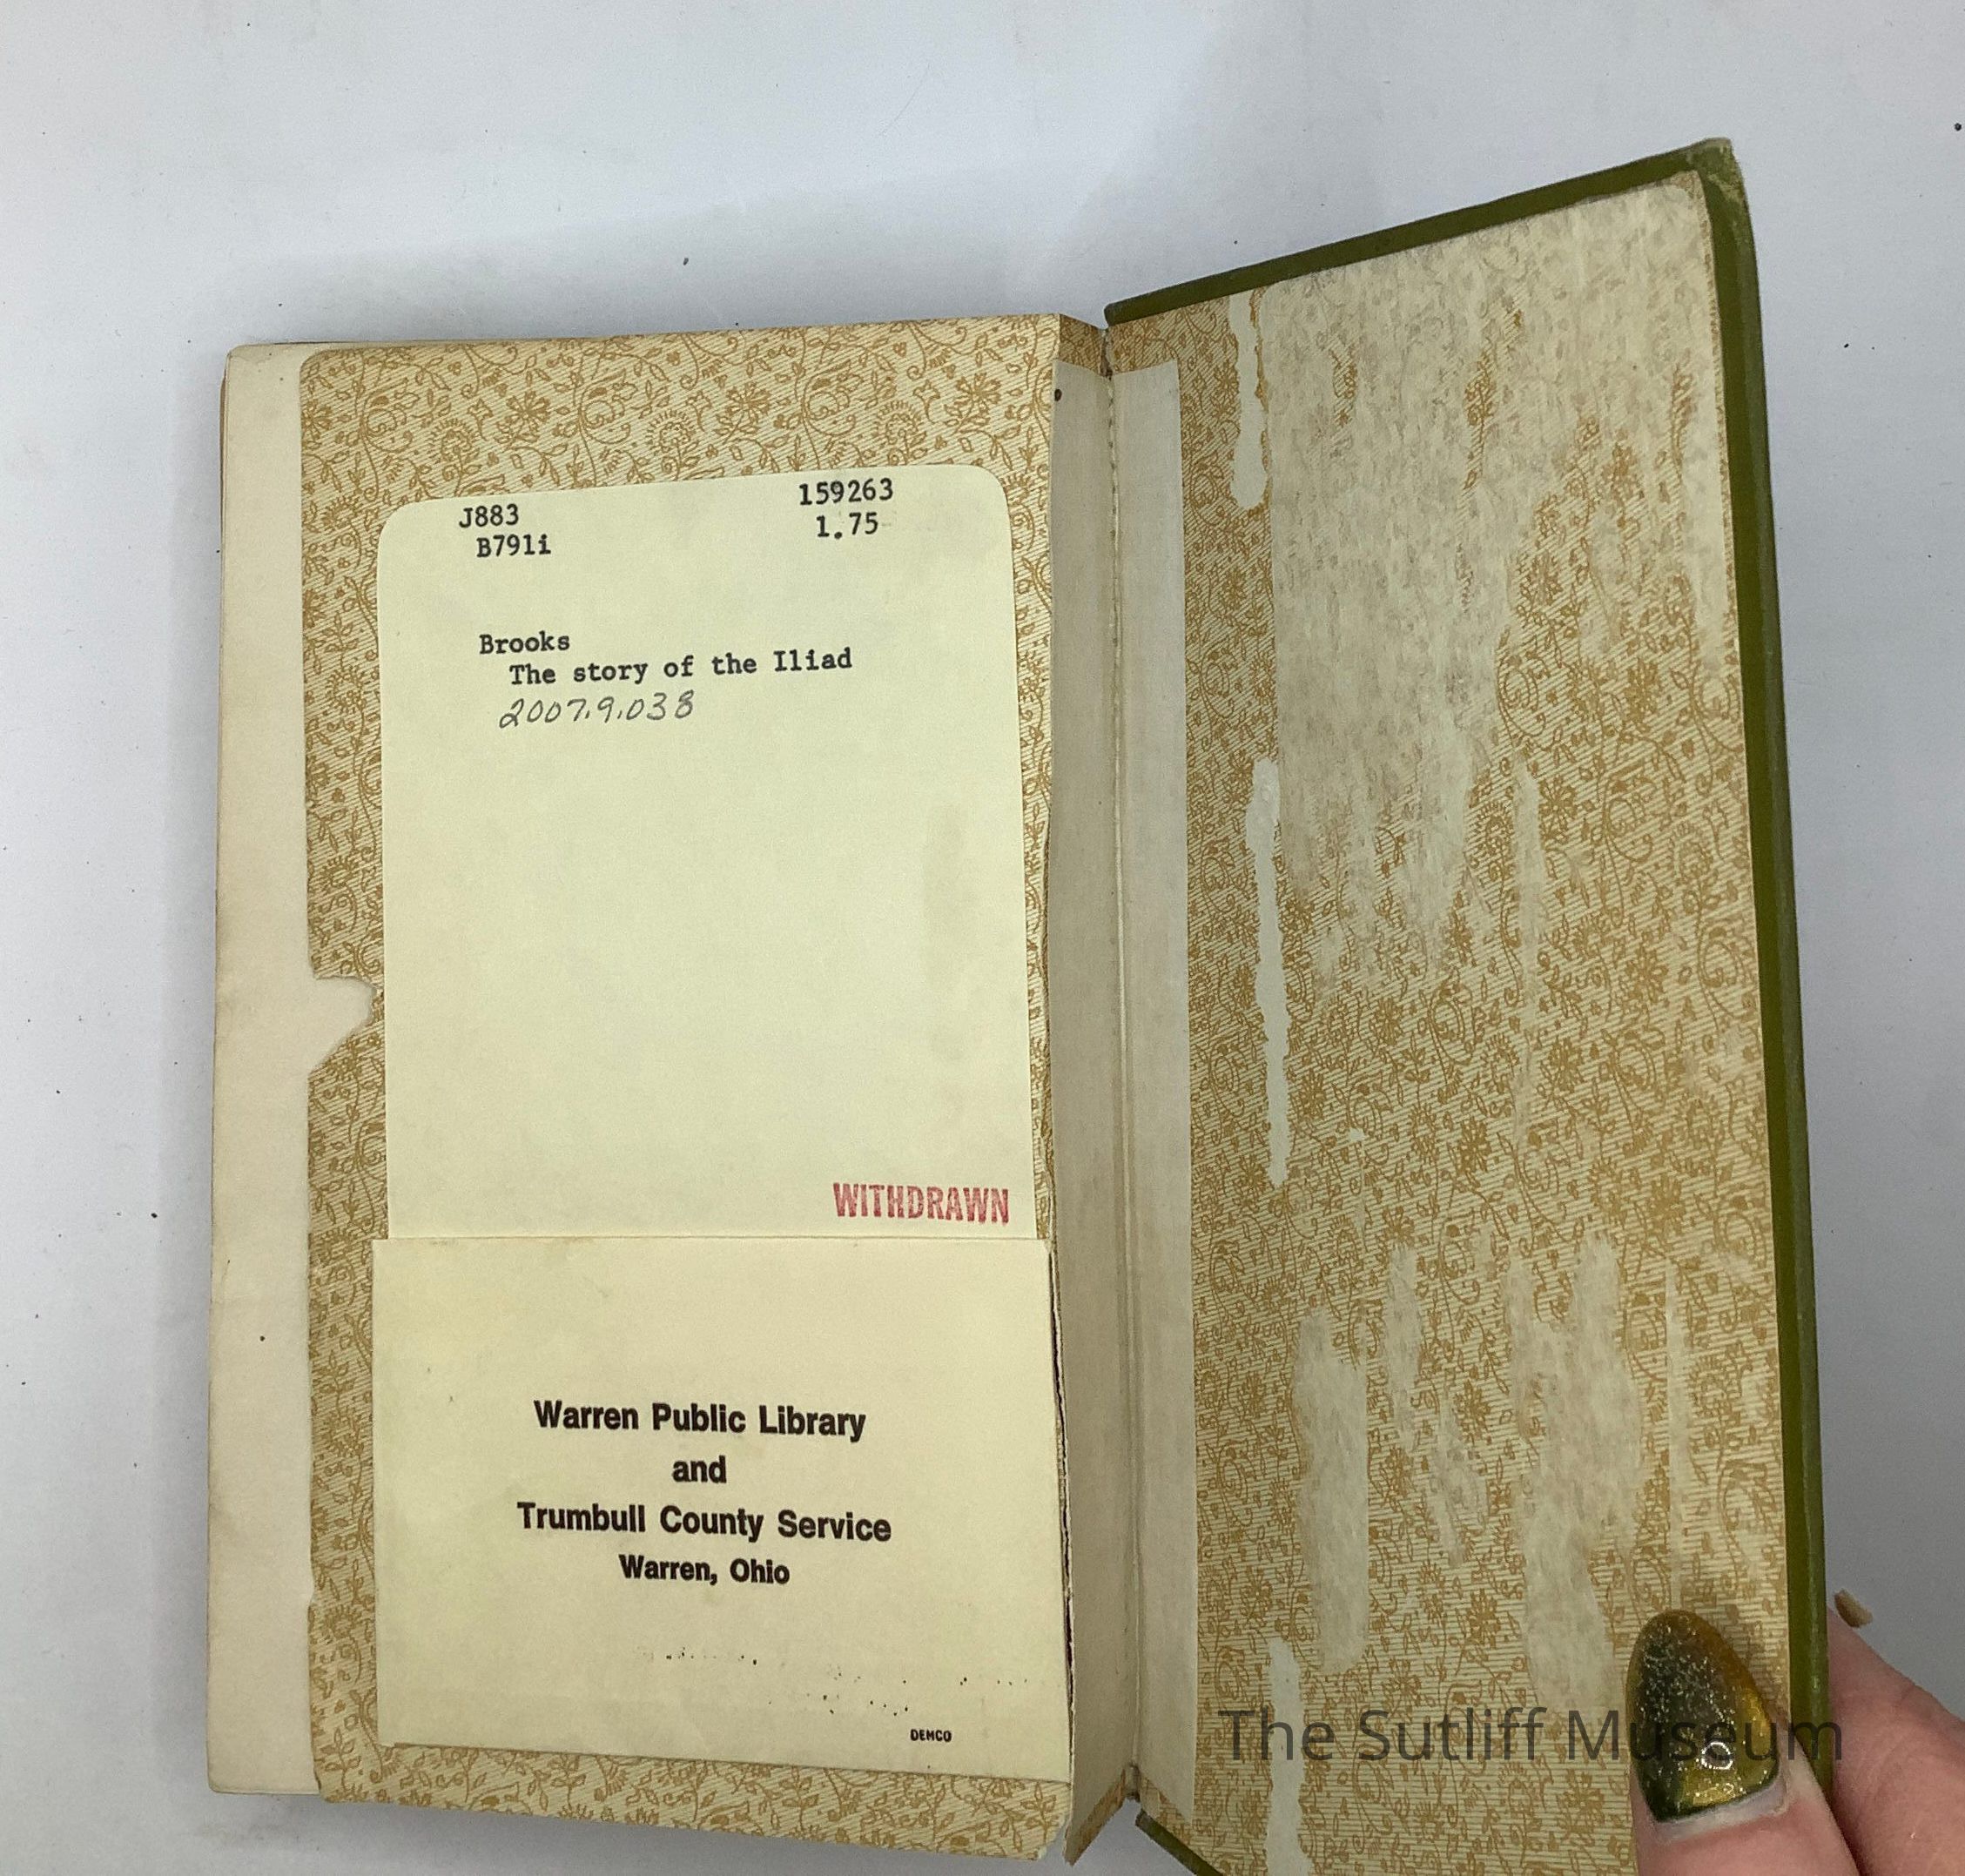 J883
B791i
159263
1.75
Brooks
The story of the Iliad
2007.9.038
WITHDRAWN
Warren Public Library
and
Trumbull County Service
Warren, Ohio
DEMCO
The Sutliff Museum